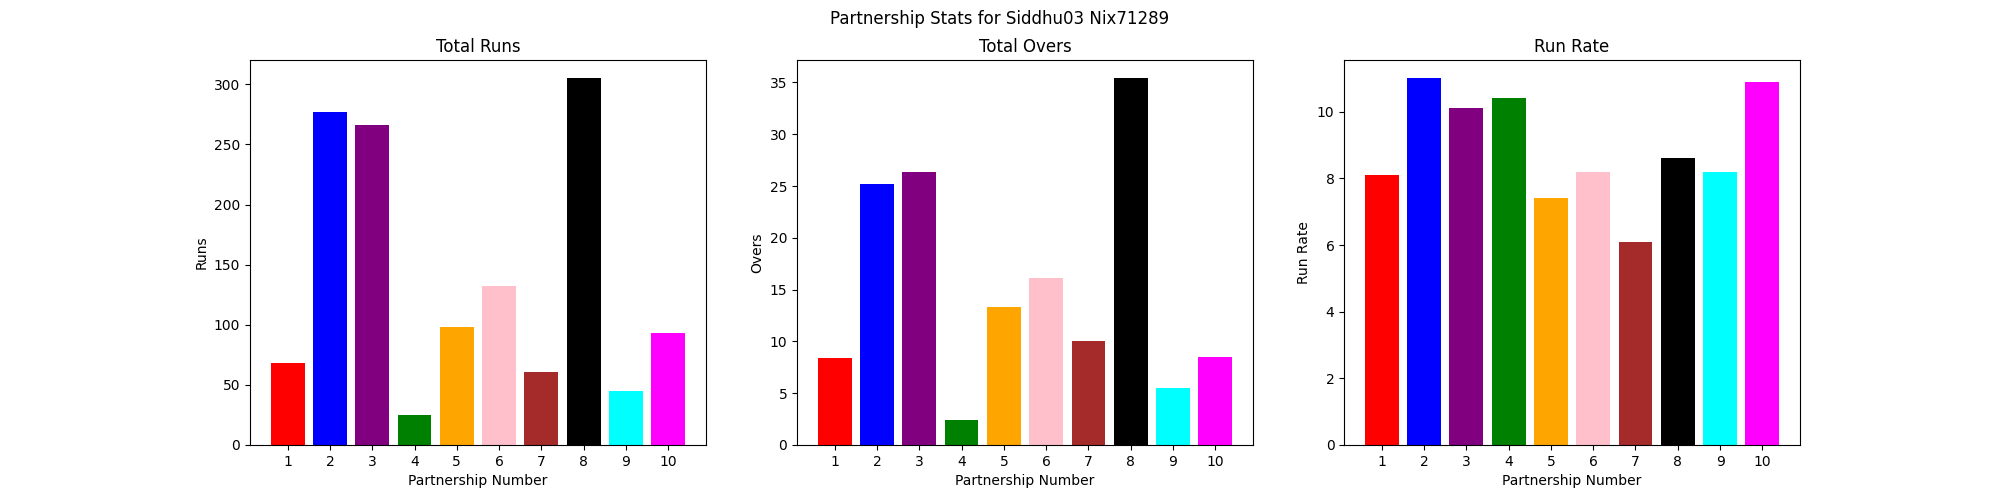 Partnership Stats for Siddhu03 Nix71289
Total Runs
300
250
200
150
100
50
0
Runs
1 2 3 4 5 6 7 8 9 10
Partnership Number
Total Overs
35
30
25
20
15
10
5
0
Overs
1 2 3 4 5 6 7 8 9 10
Partnership Number
Run Rate
10
8
6
4
2
0
Run Rate
1 2 3 4 5 6 7 8 9 10
Partnership Number